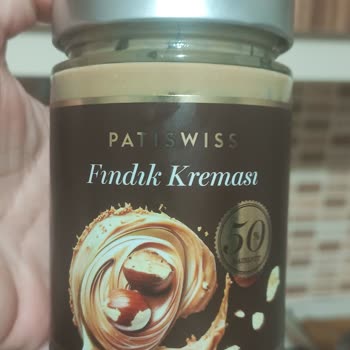 PATISWISS
Fındık Kreması
50